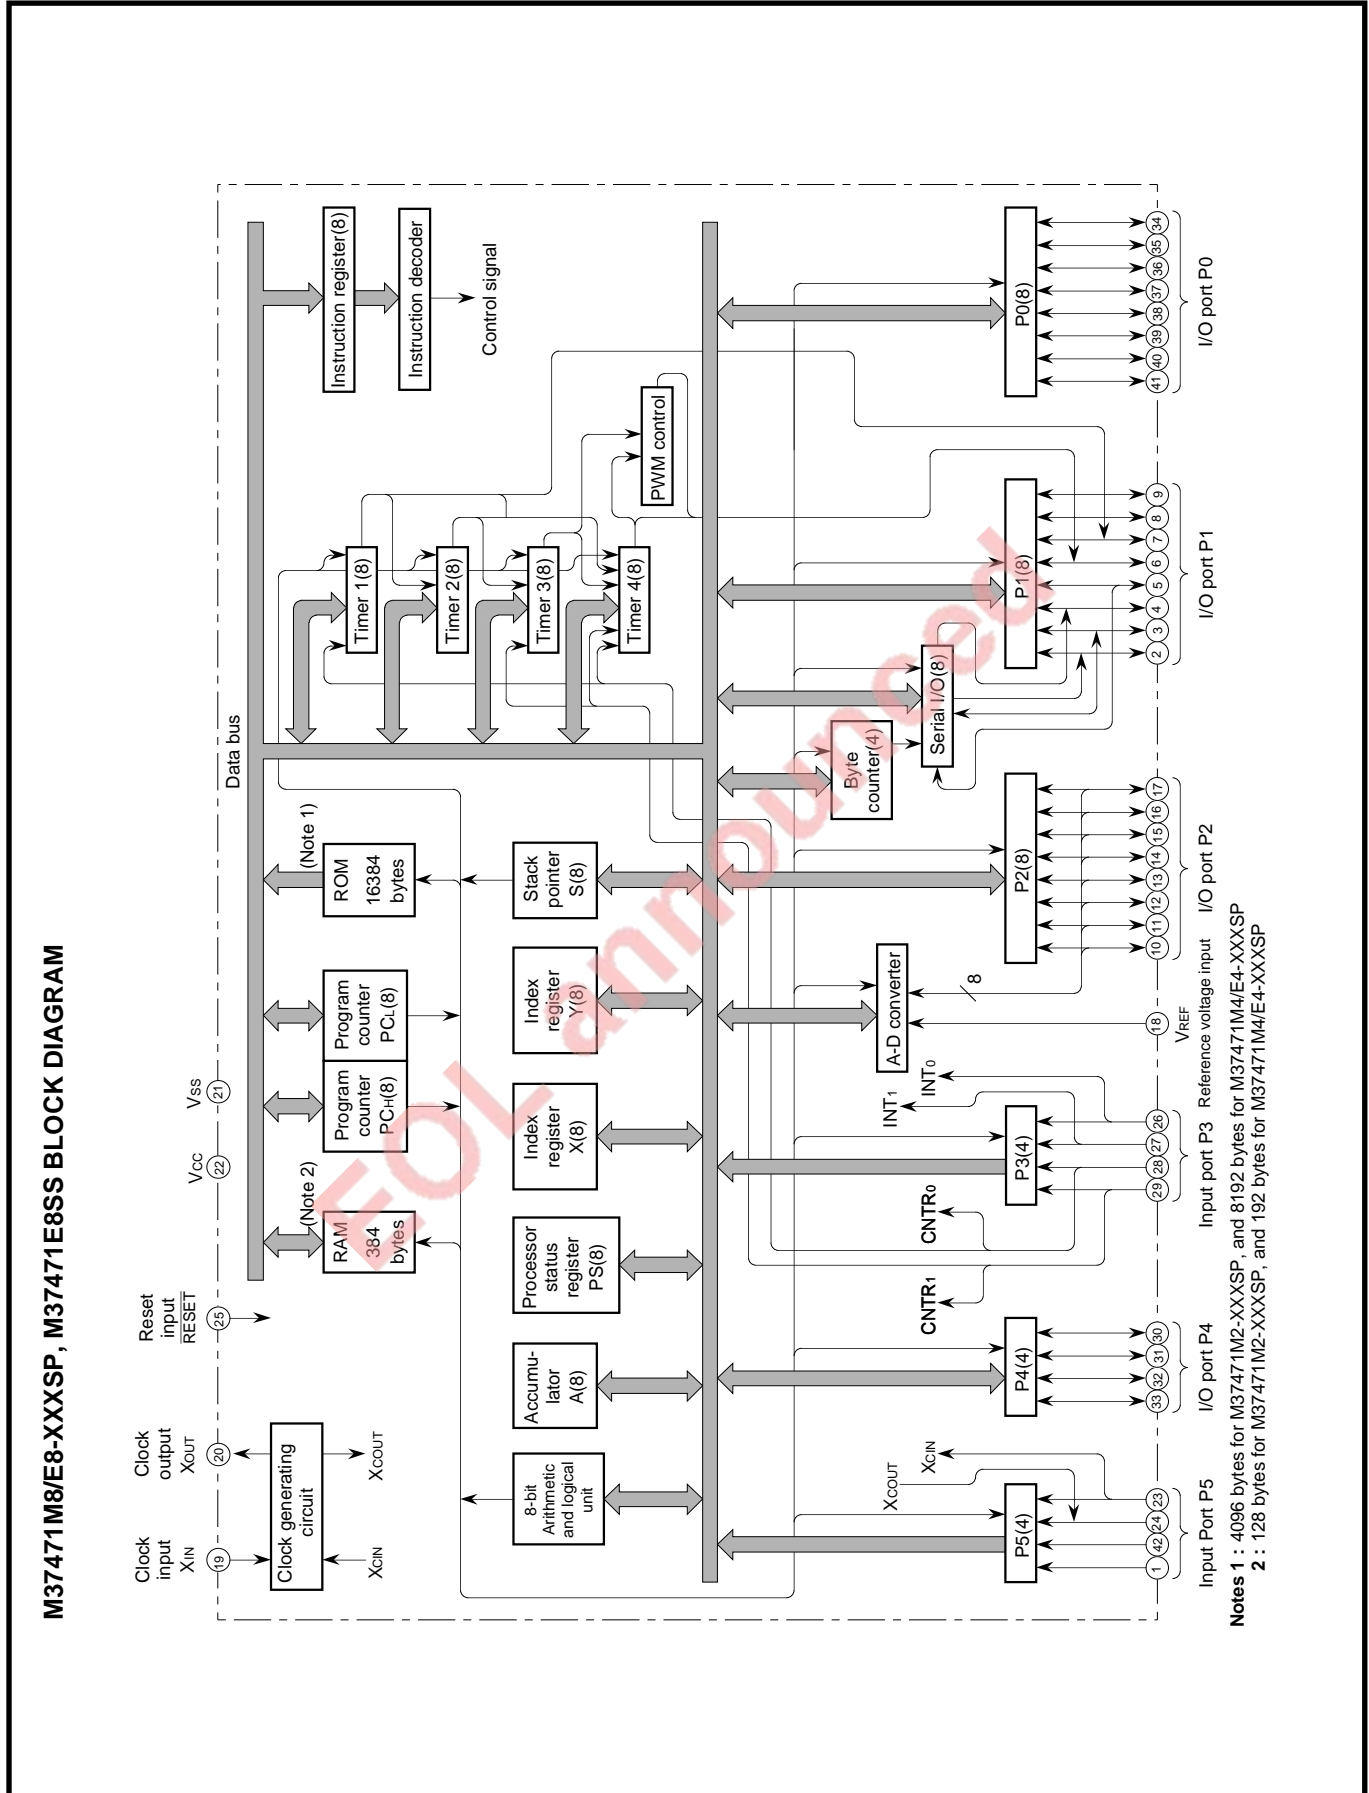 M37471M8/E8-XXXSP, M37471E8SS BLOCK DIAGRAM
Clock
input
XIN
19
Clock
output
XOUT
20
Reset
input
RESET
25
VCC
22
VSS
21
Clock generating
circuit
XCIN
XCOUT
Data bus
RAM
384
bytes
(Note 2)
Program
counter
PCH(8)
Program
counter
PCL(8)
ROM
16384
bytes
(Note 1)
Instruction register(8)
Instruction decoder
Control signal
Timer 1(8)
Timer 2(8)
Timer 3(8)
Timer 4(8)
PWM control
8-bit
Arithmetic
and logical
unit
Accumu-
lator
A(8)
Processor
status
register
PS(8)
Index
register
X(8)
Index
register
Y(8)
Stack
pointer
S(8)
Byte
counter(4)
Serial I/O(8)
A-D converter
8
XCOUT
XCIN
CNTR1
CNTR0
INT1
INT0
P5(4)
P4(4)
P3(4)
P2(8)
P1(8)
P0(8)
1 42 24 23
33 32 31 30
29 28 27 26
18
10 11 12 13 14 15 16 17
2 3 4 5 6 7 8 9
41 40 39 38 37 36 35 34
Input Port P5
I/O port P4
Input port P3
VREF
Reference voltage input
I/O port P2
I/O port P1
I/O port P0
Notes 1 : 4096 bytes for M37471M2-XXXSP, and 8192 bytes for M37471M4/E4-XXXSP
2 : 128 bytes for M37471M2-XXXSP, and 192 bytes for M37471M4/E4-XXXSP
EOL announced